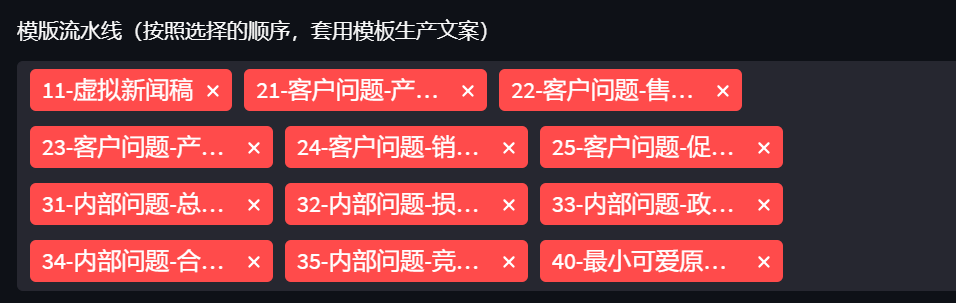 模版流水线（按照选择的顺序，套用模板生产文案）
11-虚拟新闻稿 × 21-客户问题-产... × 22-客户问题-售... ×
23-客户问题-产... × 24-客户问题-销... × 25-客户问题-促... ×
31-内部问题-总... × 32-内部问题-损... × 33-内部问题-政... ×
34-内部问题-合... × 35-内部问题-竞... × 40-最小可爱原... ×